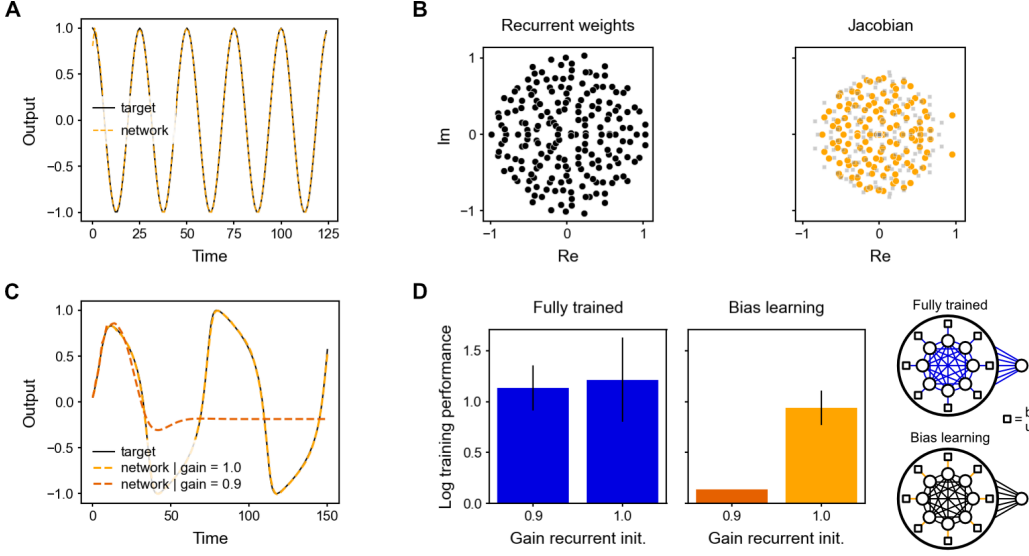 A
1.0
0.5
0.0
−0.5
−1.0
Output
target
network
0
25
50
75
100
125
Time
B
Recurrent weights
1
0
−1
Im
−1
0
1
Re
Jacobian
−1
0
1
Re
C
1.0
0.5
0.0
−0.5
−1.0
Output
target
network | gain = 1.0
network | gain = 0.9
0
50
100
150
Time
D
Fully trained
Log training performance
1.5
1.0
0.5
0.0
0.9
1.0
Gain recurrent init.
Bias learning
0.9
1.0
Gain recurrent init.
Fully trained
= b
u
Bias learning